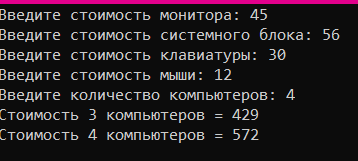 Введите стоимость монитора: 45
Введите стоимость системного блока: 56
Введите стоимость клавиатуры: 30
Введите стоимость мыши: 12
Введите количество компьютеров: 4
Стоимость 3 компьютеров = 429
Стоимость 4 компьютеров = 572